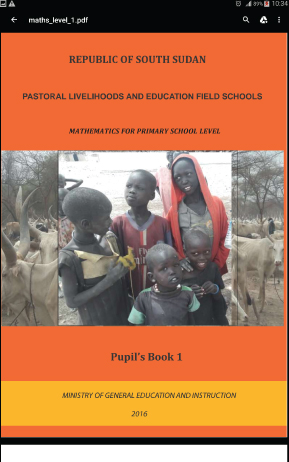 89% 10:34
maths_level_1.pdf
REPUBLIC OF SOUTH SUDAN
PASTORAL LIVELIHOODS AND EDUCATION FIELD SCHOOLS
MATHEMATICS FOR PRIMARY SCHOOL LEVEL
Pupil's Book 1
MINISTRY OF GENERAL EDUCATION AND INSTRUCTION
2016